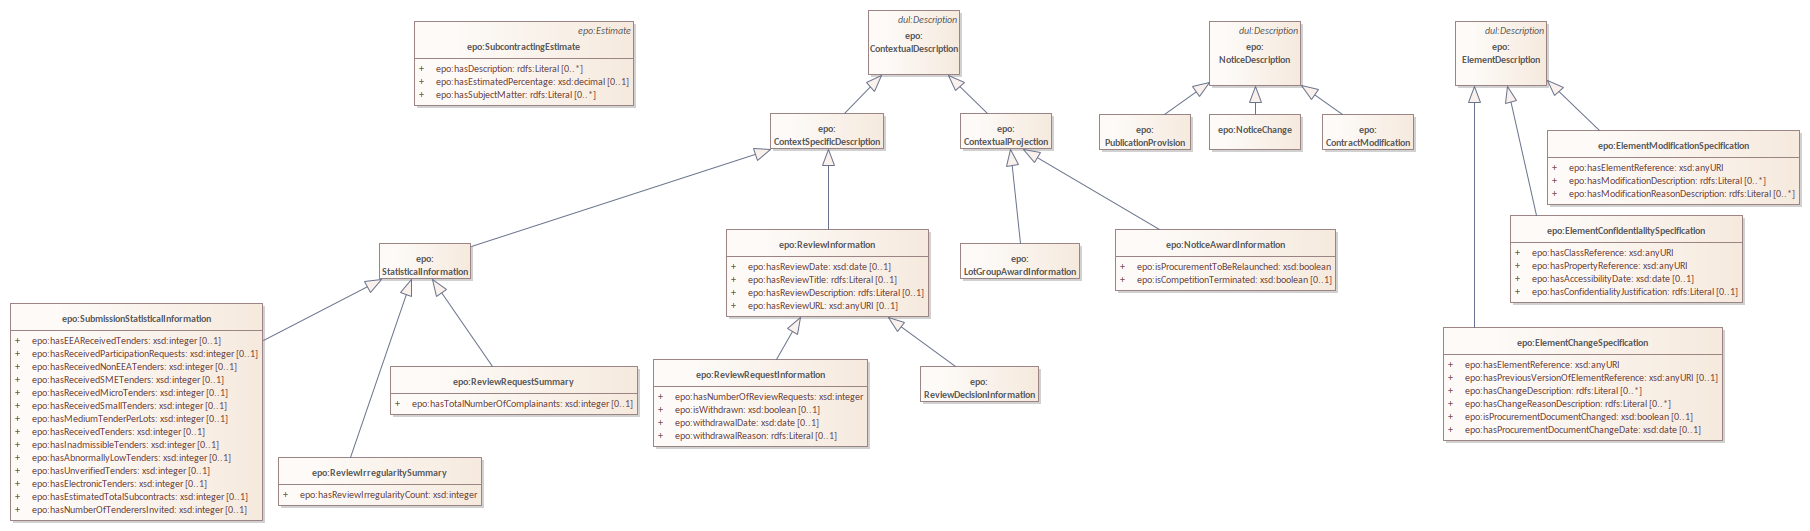 epo:Estimate
epo:SubcontractingEstimate
+ epo:hasDescription: rdfs:Literal [0..*]
+ epo:hasEstimatedPercentage: xsd:decimal [0..1]
+ epo:hasSubjectMatter: rdfs:Literal [0..*]
dul:Description
epo:
ContextualDescription
dul:Description
epo:
NoticeDescription
dul:Description
epo:
ElementDescription
epo:
ContextSpecificDescription
epo:
ContextualProjection
epo:
PublicationProvision
epo:NoticeChange
epo:
ContractModification
epo:ElementModificationSpecification
+ epo:hasElementReference: xsd:anyURI
+ epo:hasModificationDescription: rdfs:Literal [0..*]
+ epo:hasModificationReasonDescription: rdfs:Literal [0..*]
epo:ElementConfidentialitySpecification
+ epo:hasClassReference: xsd:anyURI
+ epo:hasPropertyReference: xsd:anyURI
+ epo:hasAccessibilityDate: xsd:date [0..1]
+ epo:hasConfidentialityJustification: rdfs:Literal [0..1]
epo:
StatisticalInformation
epo:ReviewInformation
+ epo:hasReviewDate: xsd:date [0..1]
+ epo:hasReviewTitle: rdfs:Literal [0..1]
+ epo:hasReviewDescription: rdfs:Literal [0..1]
+ epo:hasReviewURL: xsd:anyURI [0..1]
epo:
LotGroupAwardInformation
epo:NoticeAwardInformation
+ epo:isProcurementToBeRelaunched: xsd:boolean
+ epo:isCompetitionTerminated: xsd:boolean [0..1]
epo:SubmissionStatisticalInformation
+ epo:hasEEAReceivedTenders: xsd:integer [0..1]
+ epo:hasReceivedParticipationRequests: xsd:integer [0..1]
+ epo:hasReceivedNonEEATenders: xsd:integer [0..1]
+ epo:hasReceivedSMETenders: xsd:integer [0..1]
+ epo:hasReceivedMicroTenders: xsd:integer [0..1]
+ epo:hasReceivedSmallTenders: xsd:integer [0..1]
+ epo:hasMediumTenderPerLots: xsd:integer [0..1]
+ epo:hasReceivedTenders: xsd:integer [0..1]
+ epo:hasInadmissibleTenders: xsd:integer [0..1]
+ epo:hasAbnormallyLowTenders: xsd:integer [0..1]
+ epo:hasUnverifiedTenders: xsd:integer [0..1]
+ epo:hasElectronicTenders: xsd:integer [0..1]
+ epo:hasEstimatedTotalSubcontracts: xsd:integer [0..1]
+ epo:hasNumberOfTenderersInvited: xsd:integer [0..1]
epo:ReviewRequestSummary
+ epo:hasTotalNumberOfComplainants: xsd:integer [0..1]
epo:ReviewIrregularitySummary
+ epo:hasReviewIrregularityCount: xsd:integer
epo:ReviewRequestInformation
+ epo:hasNumberOfReviewRequests: xsd:integer
+ epo:isWithdrawn: xsd:boolean [0..1]
+ epo:withdrawalDate: xsd:date [0..1]
+ epo:withdrawalReason: rdfs:Literal [0..1]
epo:
ReviewDecisionInformation
epo:ElementChangeSpecification
+ epo:hasElementReference: xsd:anyURI
+ epo:hasPreviousVersionOfElementReference: xsd:anyURI [0..1]
+ epo:hasChangeDescription: rdfs:Literal [0..*]
+ epo:hasChangeReasonDescription: rdfs:Literal [0..*]
+ epo:isProcurementDocumentChanged: xsd:boolean [0..1]
+ epo:hasProcurementDocumentChangeDate: xsd:date [0..1]